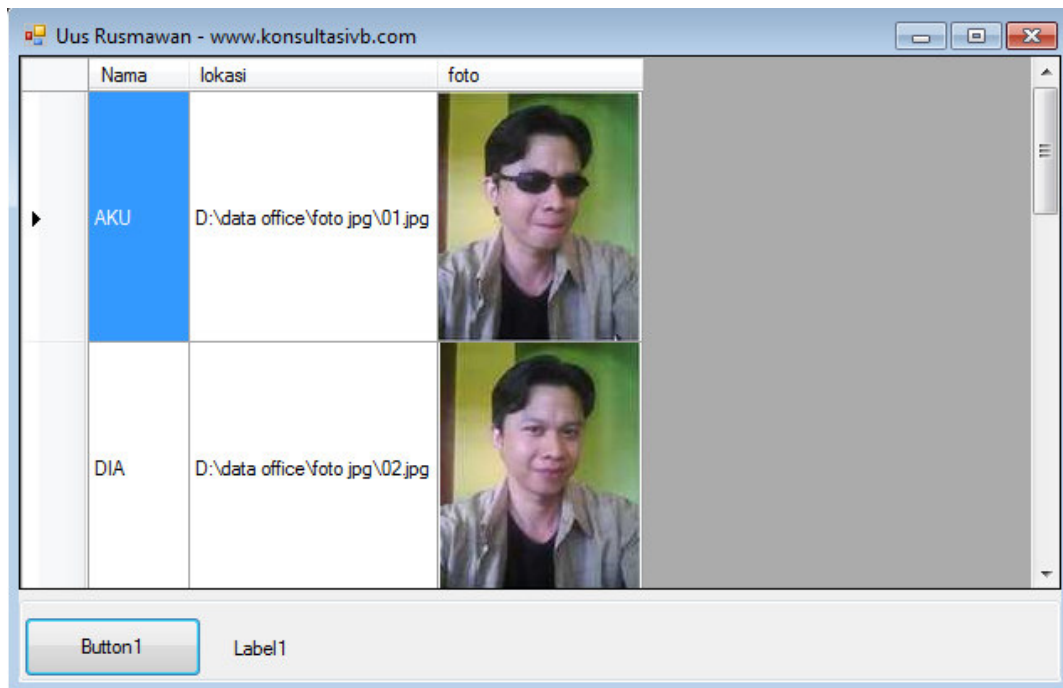 Uus Rusmawan - www.konsultasivb.com
Nama lokasi foto
AKU D:\data office\foto jpg\01.jpg
DIA D:\data office\foto jpg\02.jpg
Button1 Label1